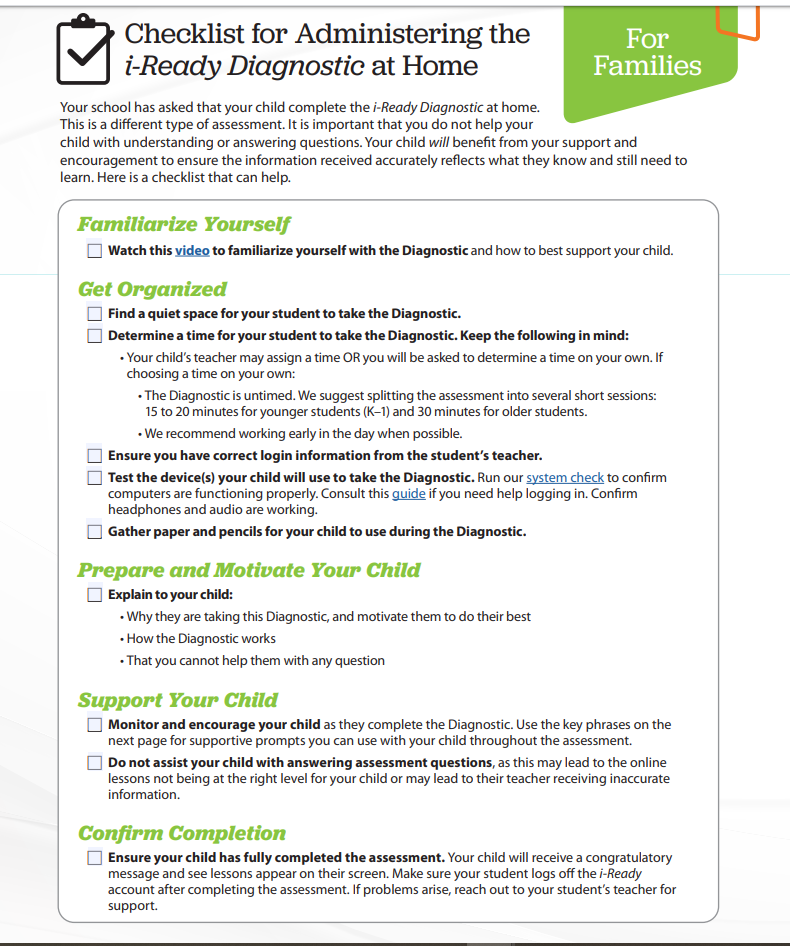 Checklist for Administering the
i-Ready Diagnostic at Home
For
Families
Your school has asked that your child complete the i-Ready Diagnostic at home.
This is a different type of assessment. It is important that you do not help your
child with understanding or answering questions. Your child will benefit from your support and
encouragement to ensure the information received accurately reflects what they know and still need to
learn. Here is a checklist that can help.
Familiarize Yourself
Watch this video to familiarize yourself with the Diagnostic and how to best support your child.
Get Organized
Find a quiet space for your student to take the Diagnostic.
Determine a time for your student to take the Diagnostic. Keep the following in mind:
• Your child's teacher may assign a time OR you will be asked to determine a time on your own. If
choosing a time on your own:
• The Diagnostic is untimed. We suggest splitting the assessment into several short sessions:
15 to 20 minutes for younger students (K–1) and 30 minutes for older students.
• We recommend working early in the day when possible.
Ensure you have correct login information from the student's teacher.
Test the device(s) your child will use to take the Diagnostic. Run our system check to confirm
computers are functioning properly. Consult this guide if you need help logging in. Confirm
headphones and audio are working.
Gather paper and pencils for your child to use during the Diagnostic.
Prepare and Motivate Your Child
Explain to your child:
• Why they are taking this Diagnostic, and motivate them to do their best
• How the Diagnostic works
• That you cannot help them with any question
Support Your Child
Monitor and encourage your child as they complete the Diagnostic. Use the key phrases on the
next page for supportive prompts you can use with your child throughout the assessment.
Do not assist your child with answering assessment questions, as this may lead to the online
lessons not being at the right level for your child or may lead to their teacher receiving inaccurate
information.
Confirm Completion
Ensure your child has fully completed the assessment. Your child will receive a congratulatory
message and see lessons appear on their screen. Make sure your student logs off the i-Ready
account after completing the assessment. If problems arise, reach out to your student's teacher for
support.